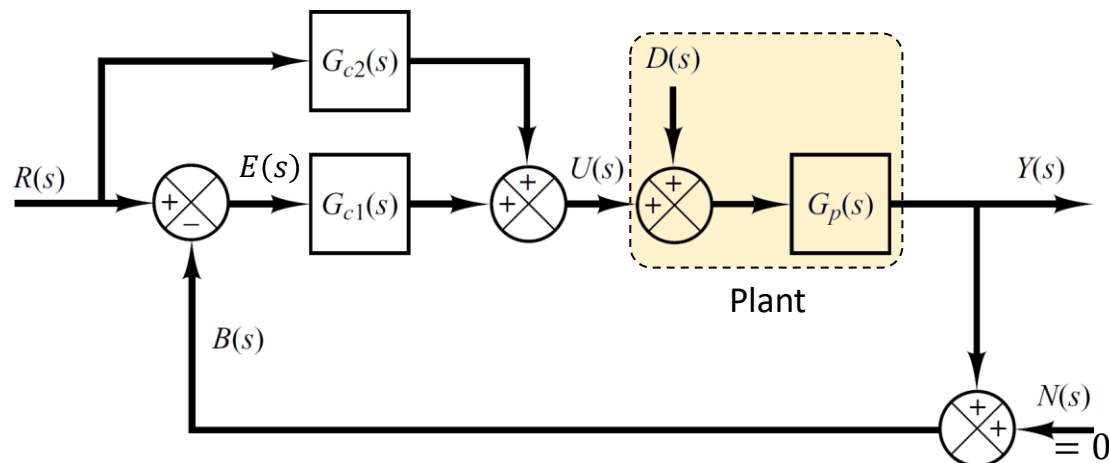 G_{c2}(s)
D(s)
R(s)
E(s)
G_{c1}(s)
U(s)
G_p(s)
Y(s)
+
−
+
+
+
+
Plant
B(s)
N(s)
= 0
+
+